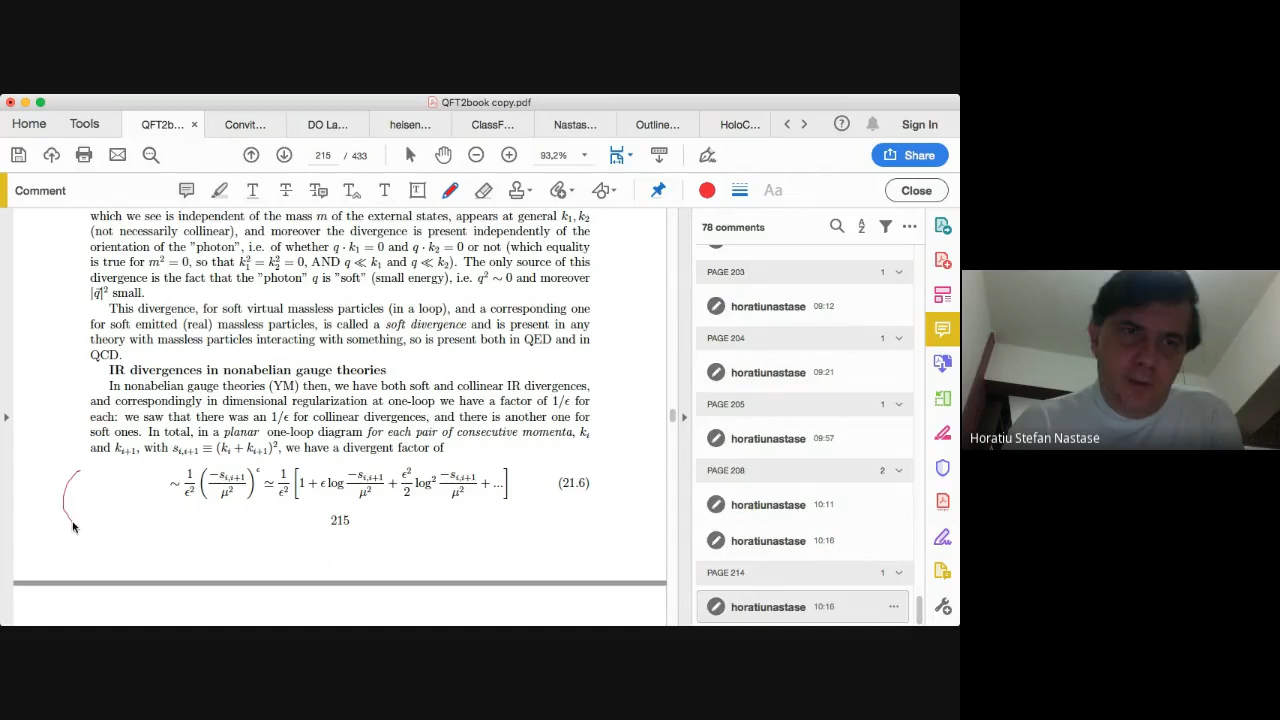 QFT2book copy.pdf
Home Tools QFT2b... × Convit... DO La... heisen... ClassF... Nastas... Outline... HoloC... Sign In
215 / 433 93,2% Share
Comment Aa Close
which we see is independent of the mass m of the external states, appears at general k₁, k₂
(not necessarily collinear), and moreover the divergence is present independently of the
orientation of the "photon", i.e. of whether q · k₁ = 0 and q · k₂ = 0 or not (which equality
is true for m² = 0, so that k₁² = k₂² = 0, AND q ≪ k₁ and q ≪ k₂). The only source of this
divergence is the fact that the "photon" q is "soft" (small energy), i.e. q² ∼ 0 and moreover
|q⃗|² small.
This divergence, for soft virtual massless particles (in a loop), and a corresponding one
for soft emitted (real) massless particles, is called a soft divergence and is present in any
theory with massless particles interacting with something, so is present both in QED and in
QCD.
IR divergences in nonabelian gauge theories
In nonabelian gauge theories (YM) then, we have both soft and collinear IR divergences,
and correspondingly in dimensional regularization at one-loop we have a factor of 1/ϵ for
each: we saw that there was an 1/ϵ for collinear divergences, and there is another one for
soft ones. In total, in a planar one-loop diagram for each pair of consecutive momenta, kᵢ
and kᵢ₊₁, with sᵢ,ᵢ₊₁ ≡ (kᵢ + kᵢ₊₁)², we have a divergent factor of
∼ 1/ϵ² (−sᵢ,ᵢ₊₁/μ²)^ϵ ≃ 1/ϵ² [1 + ϵ log −sᵢ,ᵢ₊₁/μ² + ϵ²/2 log² −sᵢ,ᵢ₊₁/μ² + ...] (21.6)
215
78 comments
PAGE 203 1
horatiunastase 09:12
PAGE 204 1
horatiunastase 09:21
PAGE 205 1
horatiunastase 09:57
PAGE 208 2
horatiunastase 10:11
horatiunastase 10:16
PAGE 214 1
horatiunastase 10:16
Horatiu Stefan Nastase